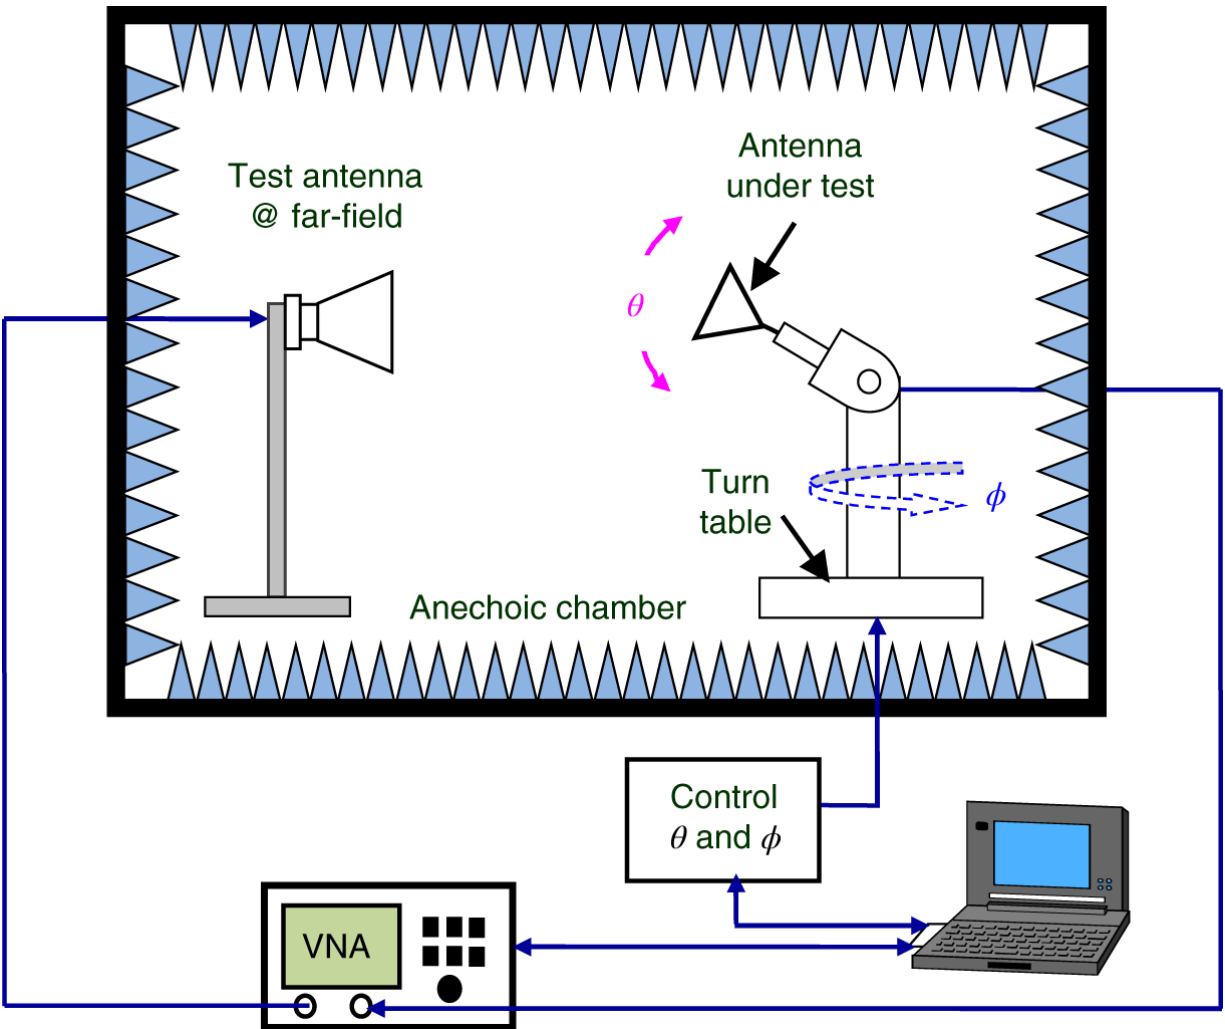 Test antenna
@ far-field
Antenna
under test
θ
Turn
table
ϕ
Anechoic chamber
Control
θ and ϕ
VNA